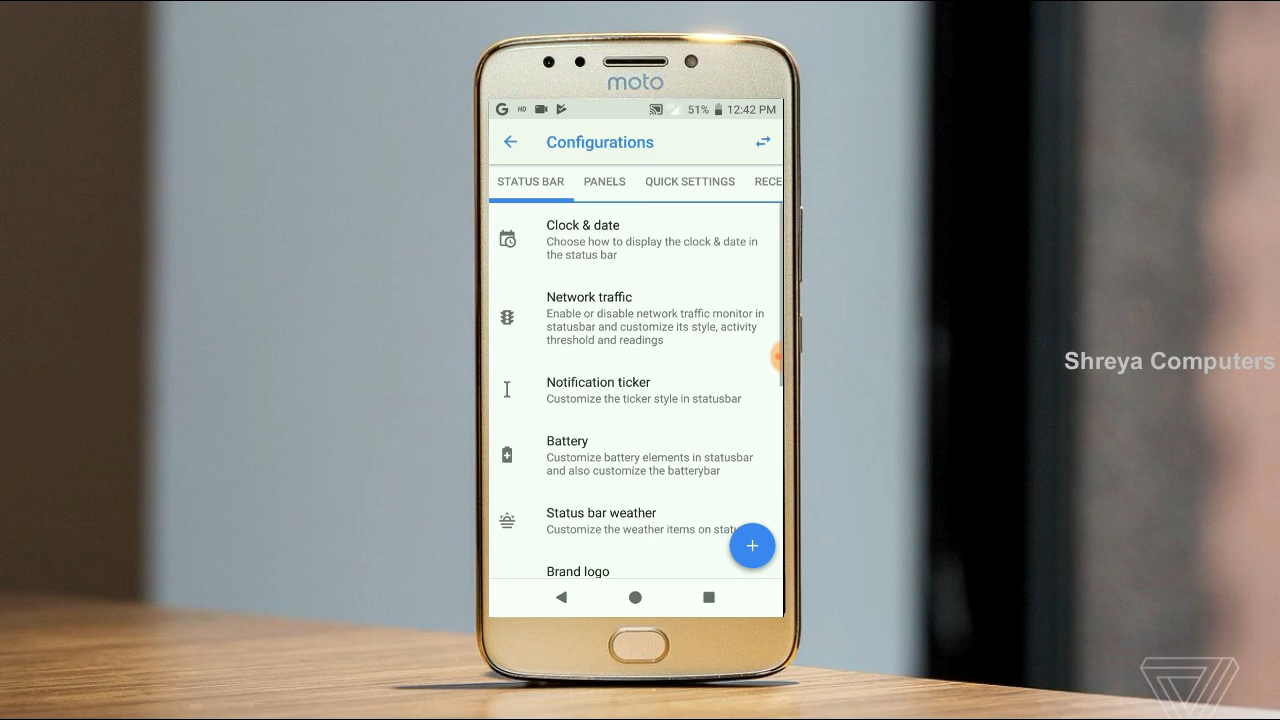 moto
HD 51% 12:42 PM
Configurations
STATUS BAR PANELS QUICK SETTINGS RECE
Clock & date
Choose how to display the clock & date in
the status bar
Network traffic
Enable or disable network traffic monitor in
statusbar and customize its style, activity
threshold and readings
Shreya Computers
Notification ticker
Customize the ticker style in statusbar
Battery
Customize battery elements in statusbar
and also customize the batterybar
Status bar weather
Customize the weather items on statu
Brand logo